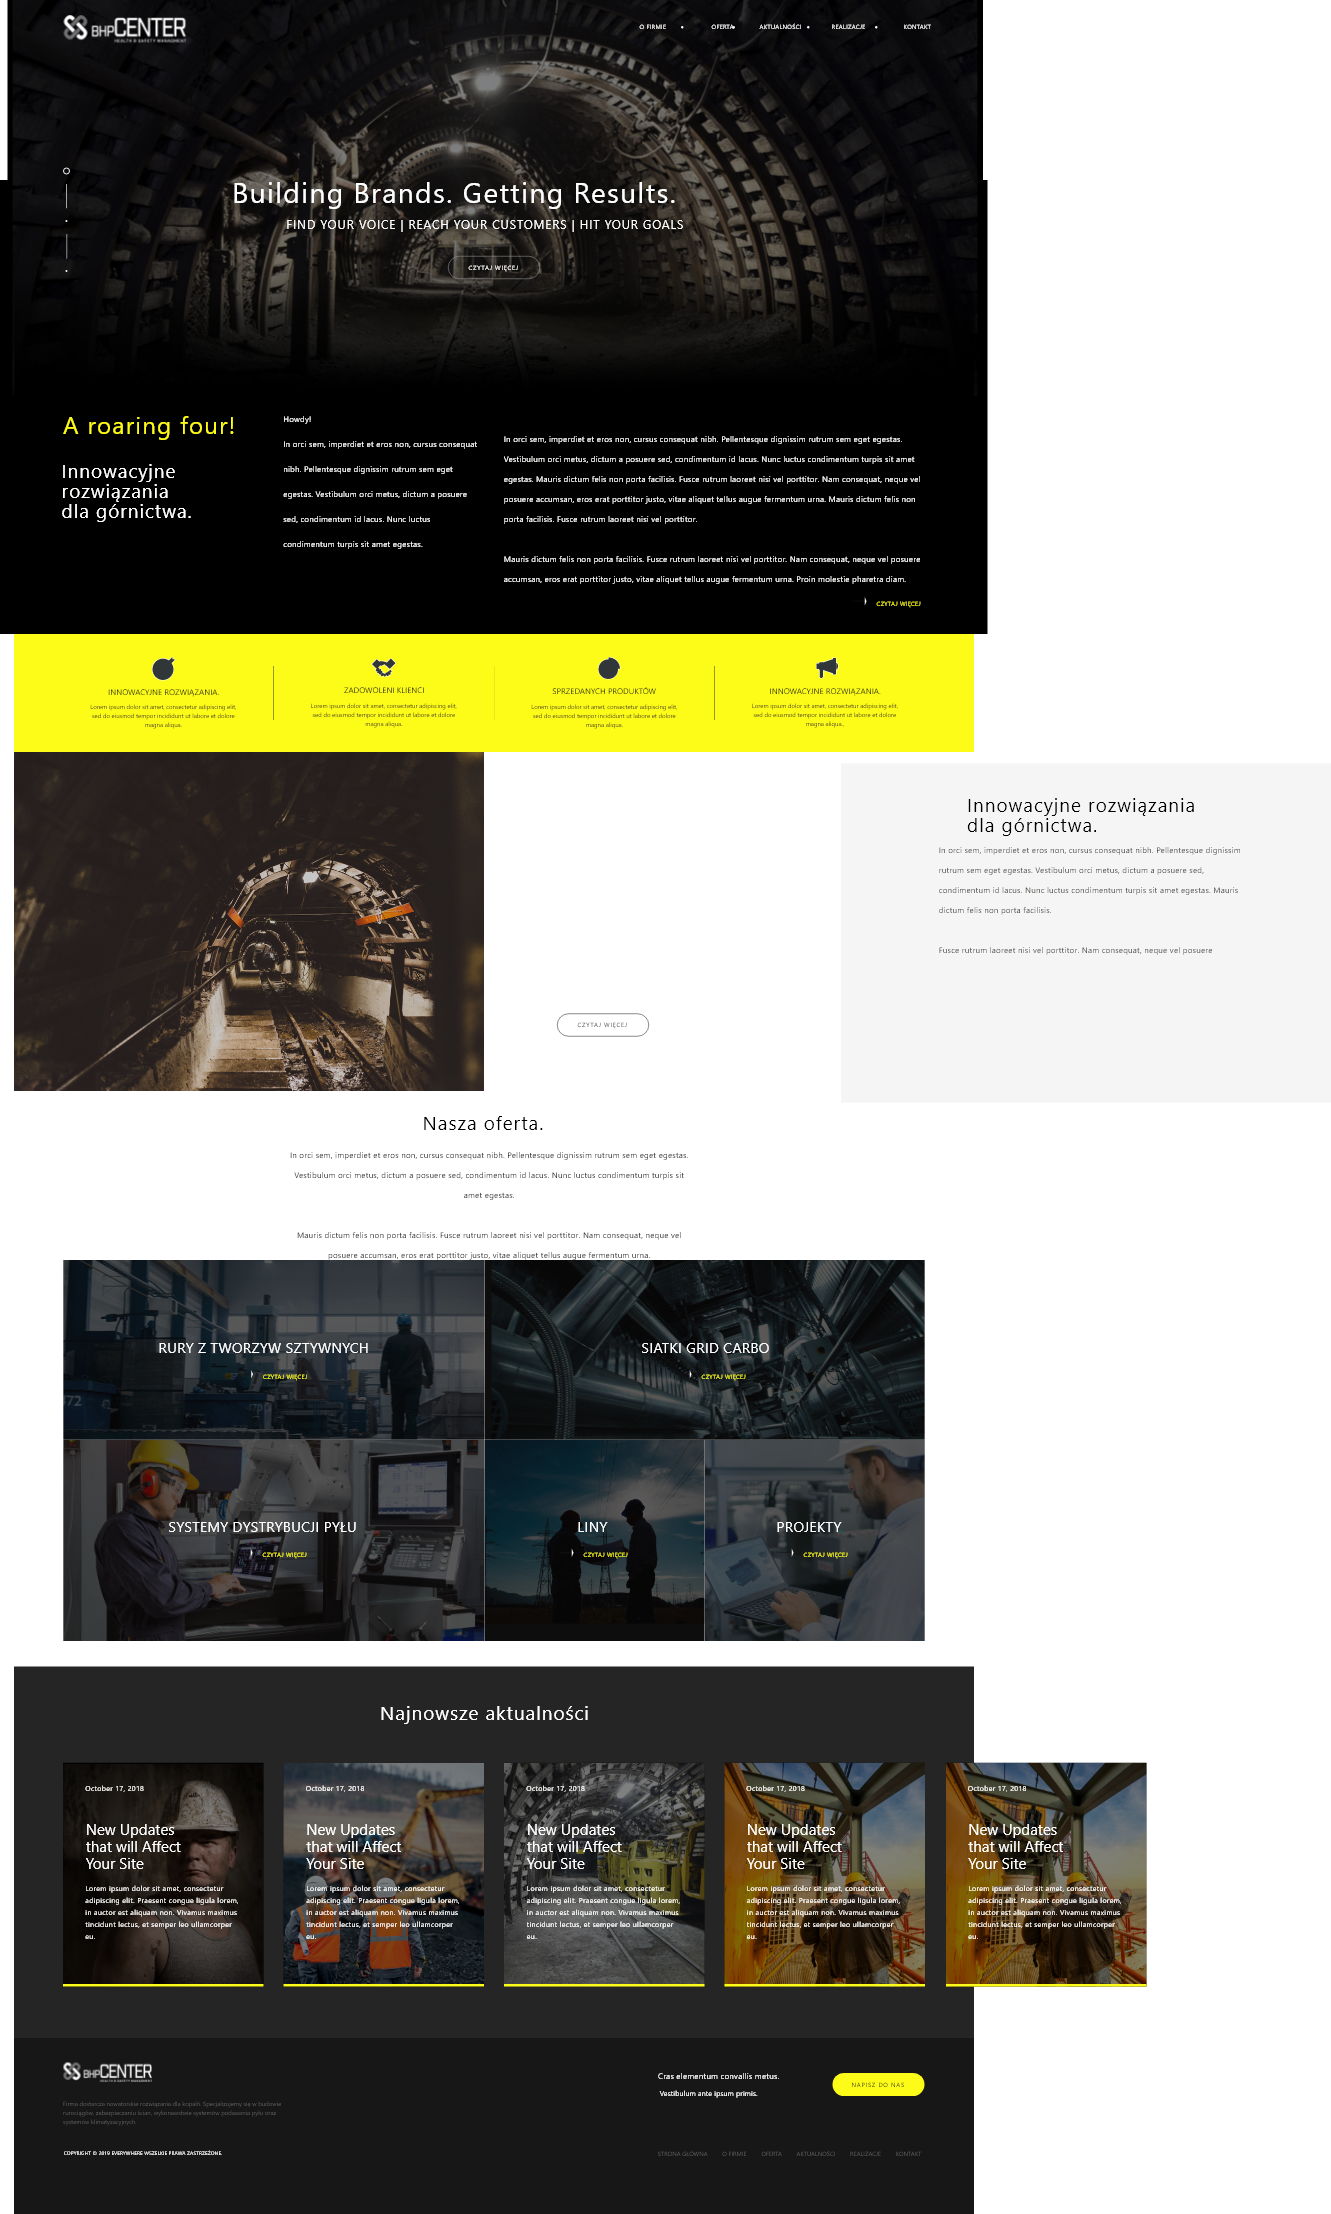 BHPCENTER
HEALTH & SAFETY MANAGMENT
O FIRMIE
OFERTA
AKTUALNOŚCI
REALIZACJE
KONTAKT
Building Brands. Getting Results.
FIND YOUR VOICE | REACH YOUR CUSTOMERS | HIT YOUR GOALS
CZYTAJ WIĘCEJ
A roaring four!
Innowacyjne
rozwiązania
dla górnictwa.
Howdy!
In orci sem, imperdiet et eros non, cursus consequat
nibh. Pellentesque dignissim rutrum sem eget
egestas. Vestibulum orci metus, dictum a posuere
sed, condimentum id lacus. Nunc luctus
condimentum turpis sit amet egestas.
In orci sem, imperdiet et eros non, cursus consequat nibh. Pellentesque dignissim rutrum sem eget egestas.
Vestibulum orci metus, dictum a posuere sed, condimentum id lacus. Nunc luctus condimentum turpis sit amet
egestas. Mauris dictum felis non porta facilisis. Fusce rutrum laoreet nisi vel porttitor. Nam consequat, neque vel
posuere accumsan, eros erat porttitor justo, vitae aliquet tellus augue fermentum urna. Mauris dictum felis non
porta facilisis. Fusce rutrum laoreet nisi vel porttitor.
Mauris dictum felis non porta facilisis. Fusce rutrum laoreet nisi vel porttitor. Nam consequat, neque vel posuere
accumsan, eros erat porttitor justo, vitae aliquet tellus augue fermentum urna. Proin molestie pharetra diam.
CZYTAJ WIĘCEJ
INNOWACYJNE ROZWIĄZANIA.
Lorem ipsum dolor sit amet, consectetur adipiscing elit,
sed do eiusmod tempor incididunt ut labore et dolore
magna aliqua.
ZADOWOLENI KLIENCI
Lorem ipsum dolor sit amet, consectetur adipiscing elit,
sed do eiusmod tempor incididunt ut labore et dolore
magna aliqua.
SPRZEDANYCH PRODUKTÓW
Lorem ipsum dolor sit amet, consectetur adipiscing elit,
sed do eiusmod tempor incididunt ut labore et dolore
magna aliqua.
INNOWACYJNE ROZWIĄZANIA.
Lorem ipsum dolor sit amet, consectetur adipiscing elit,
sed do eiusmod tempor incididunt ut labore et dolore
magna aliqua..
Innowacyjne rozwiązania
dla górnictwa.
In orci sem, imperdiet et eros non, cursus consequat nibh. Pellentesque dignissim
rutrum sem eget egestas. Vestibulum orci metus, dictum a posuere sed,
condimentum id lacus. Nunc luctus condimentum turpis sit amet egestas. Mauris
dictum felis non porta facilisis.
Fusce rutrum laoreet nisi vel porttitor. Nam consequat, neque vel posuere
CZYTAJ WIĘCEJ
Nasza oferta.
In orci sem, imperdiet et eros non, cursus consequat nibh. Pellentesque dignissim rutrum sem eget egestas.
Vestibulum orci metus, dictum a posuere sed, condimentum id lacus. Nunc luctus condimentum turpis sit
amet egestas.
Mauris dictum felis non porta facilisis. Fusce rutrum laoreet nisi vel porttitor. Nam consequat, neque vel
posuere accumsan, eros erat porttitor justo, vitae aliquet tellus augue fermentum urna.
RURY Z TWORZYW SZTYWNYCH
CZYTAJ WIĘCEJ
72
SIATKI GRID CARBO
CZYTAJ WIĘCEJ
SYSTEMY DYSTRYBUCJI PYŁU
CZYTAJ WIĘCEJ
LINY
CZYTAJ WIĘCEJ
PROJEKTY
CZYTAJ WIĘCEJ
Najnowsze aktualności
October 17, 2018
New Updates
that will Affect
Your Site
Lorem ipsum dolor sit amet, consectetur
adipiscing elit. Praesent congue ligula lorem,
in auctor est aliquam non. Vivamus maximus
tincidunt lectus, et semper leo ullamcorper
eu.
October 17, 2018
New Updates
that will Affect
Your Site
Lorem ipsum dolor sit amet, consectetur
adipiscing elit. Praesent congue ligula lorem,
in auctor est aliquam non. Vivamus maximus
tincidunt lectus, et semper leo ullamcorper
eu.
October 17, 2018
New Updates
that will Affect
Your Site
Lorem ipsum dolor sit amet, consectetur
adipiscing elit. Praesent congue ligula lorem,
in auctor est aliquam non. Vivamus maximus
tincidunt lectus, et semper leo ullamcorper
eu.
October 17, 2018
New Updates
that will Affect
Your Site
Lorem ipsum dolor sit amet, consectetur
adipiscing elit. Praesent congue ligula lorem,
in auctor est aliquam non. Vivamus maximus
tincidunt lectus, et semper leo ullamcorper
eu.
October 17, 2018
New Updates
that will Affect
Your Site
Lorem ipsum dolor sit amet, consectetur
adipiscing elit. Praesent congue ligula lorem,
in auctor est aliquam non. Vivamus maximus
tincidunt lectus, et semper leo ullamcorper
eu.
BHPCENTER
HEALTH & SAFETY MANAGMENT
Firma dostarcza nowatorskie rozwiązania dla kopalń. Specjalizujemy się w budowie
rurociągów, zabezpieczaniu ścian, wykonawstwie systemów podawania pyłu oraz
systemów klimatyzacyjnych.
COPYRIGHT © 2019 EVERYWHERE WSZELKIE PRAWA ZASTRZEŻONE.
Cras elementum convallis metus.
Vestibulum ante ipsum primis.
NAPISZ DO NAS
STRONA GŁÓWNA
O FIRMIE
OFERTA
AKTUALNOŚCI
REALIZACJE
KONTAKT